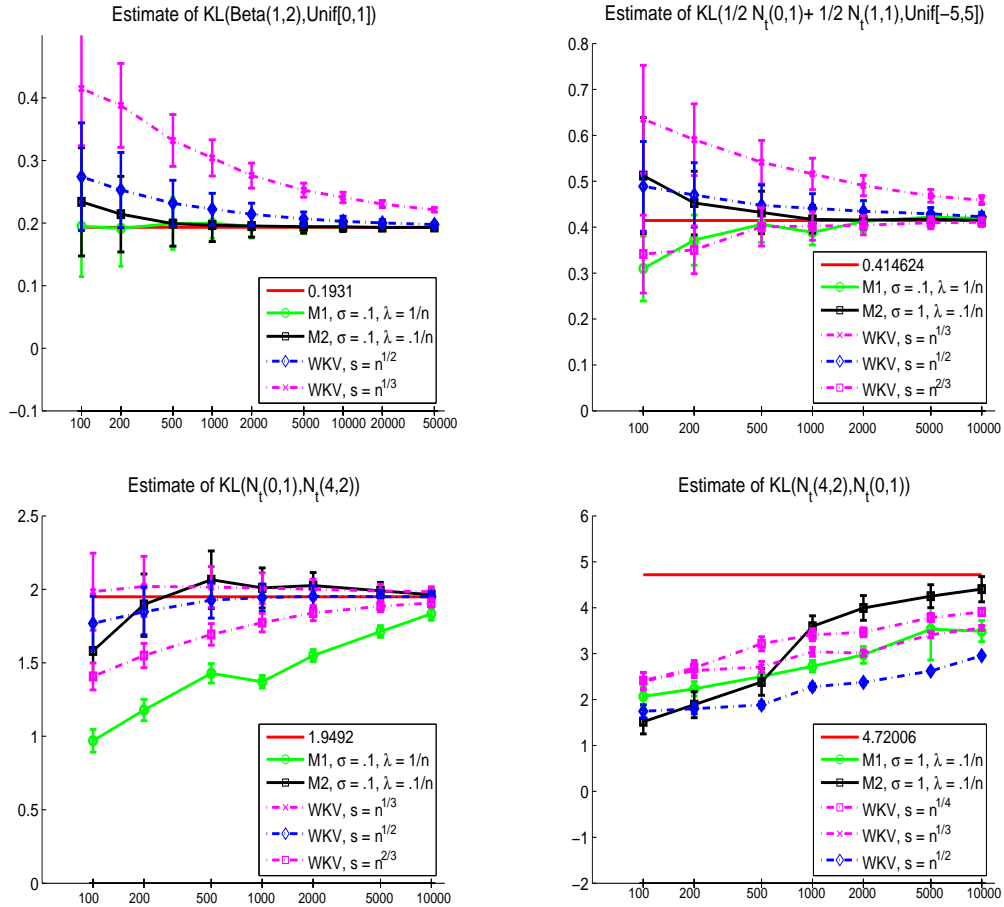 Estimate of KL(Beta(1,2),Unif[0,1])
0.4
0.3
0.2
0.1
0
−0.1
100 200 500 1000 2000 5000 10000 20000 50000
0.1931
M1, σ = .1, λ = 1/n
M2, σ = .1, λ = .1/n
WKV, s = n^{1/2}
WKV, s = n^{1/3}
Estimate of KL(1/2 N_t(0,1)+ 1/2 N_t(1,1),Unif[−5,5])
0.8
0.7
0.6
0.5
0.4
0.3
0.2
0.1
0
100 200 500 1000 2000 5000 10000
0.414624
M1, σ = .1, λ = 1/n
M2, σ = 1, λ = .1/n
WKV, s = n^{1/3}
WKV, s = n^{1/2}
WKV, s = n^{2/3}
Estimate of KL(N_t(0,1),N_t(4,2))
2.5
2
1.5
1
0.5
0
100 200 500 1000 2000 5000 10000
1.9492
M1, σ = .1, λ = 1/n
M2, σ = .1, λ = .1/n
WKV, s = n^{1/3}
WKV, s = n^{1/2}
WKV, s = n^{2/3}
Estimate of KL(N_t(4,2),N_t(0,1))
6
5
4
3
2
1
0
−1
−2
100 200 500 1000 2000 5000 10000
4.72006
M1, σ = 1, λ = .1/n
M2, σ = 1, λ = .1/n
WKV, s = n^{1/4}
WKV, s = n^{1/3}
WKV, s = n^{1/2}